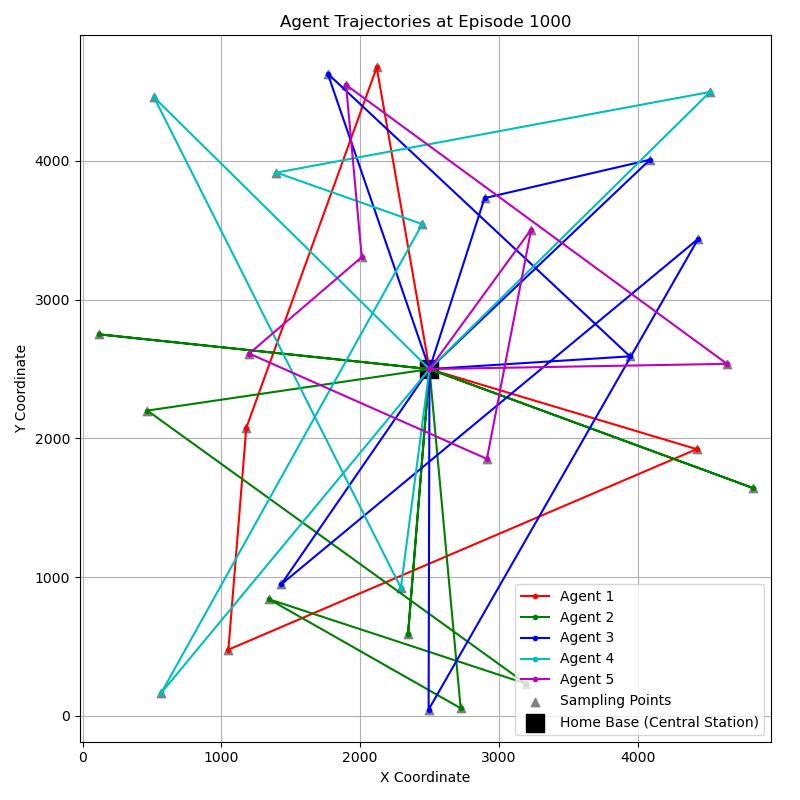 Agent Trajectories at Episode 1000
Y Coordinate
4000
3000
2000
1000
0
Agent 1
Agent 2
Agent 3
Agent 4
Agent 5
Sampling Points
Home Base (Central Station)
0 1000 2000 3000 4000
X Coordinate